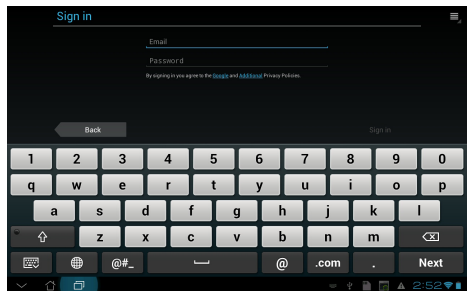 Sign in
Email
Password
By signing in you agree to the Google and Additional Privacy Policies.
Back
Sign in
1 2 3 4 5 6 7 8 9 0
q w e r t y u i o p
a s d f g h j k l
z x c v b n m
@#_ @ .com . Next
2:52